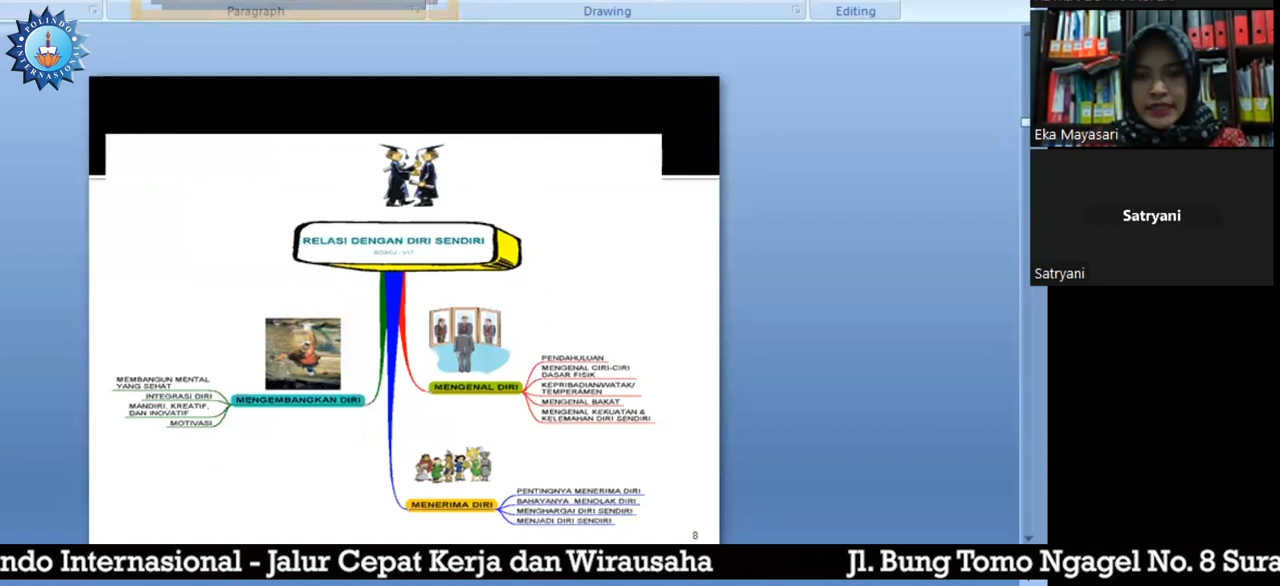 Paragraph
Drawing
Editing
POLINDO
INTERNASIONAL
Eka Mayasari
Satryani
Satryani
RELASI DENGAN DIRI SENDIRI
MENGENAL DIRI
PENDAHULUAN
MENGENAL CIRI-CIRI
DASAR FISIK
KEPRIBADIAN/WATAK/
TEMPERAMEN
MENGENAL BAKAT
MENGENAL KEKUATAN &
KELEMAHAN DIRI SENDIRI
MENGEMBANGKAN DIRI
MEMBANGUN MENTAL
YANG SEHAT
INTEGRASI DIRI
MANDIRI, KREATIF,
DAN INOVATIF
MOTIVASI
MENERIMA DIRI
PENTINGNYA MENERIMA DIRI
BAHAYANYA MENOLAK DIRI
MENGHARGAI DIRI SENDIRI
MENJADI DIRI SENDIRI
8
ndo Internasional - Jalur Cepat Kerja dan Wirausaha
Jl. Bung Tomo Ngagel No. 8 Sura